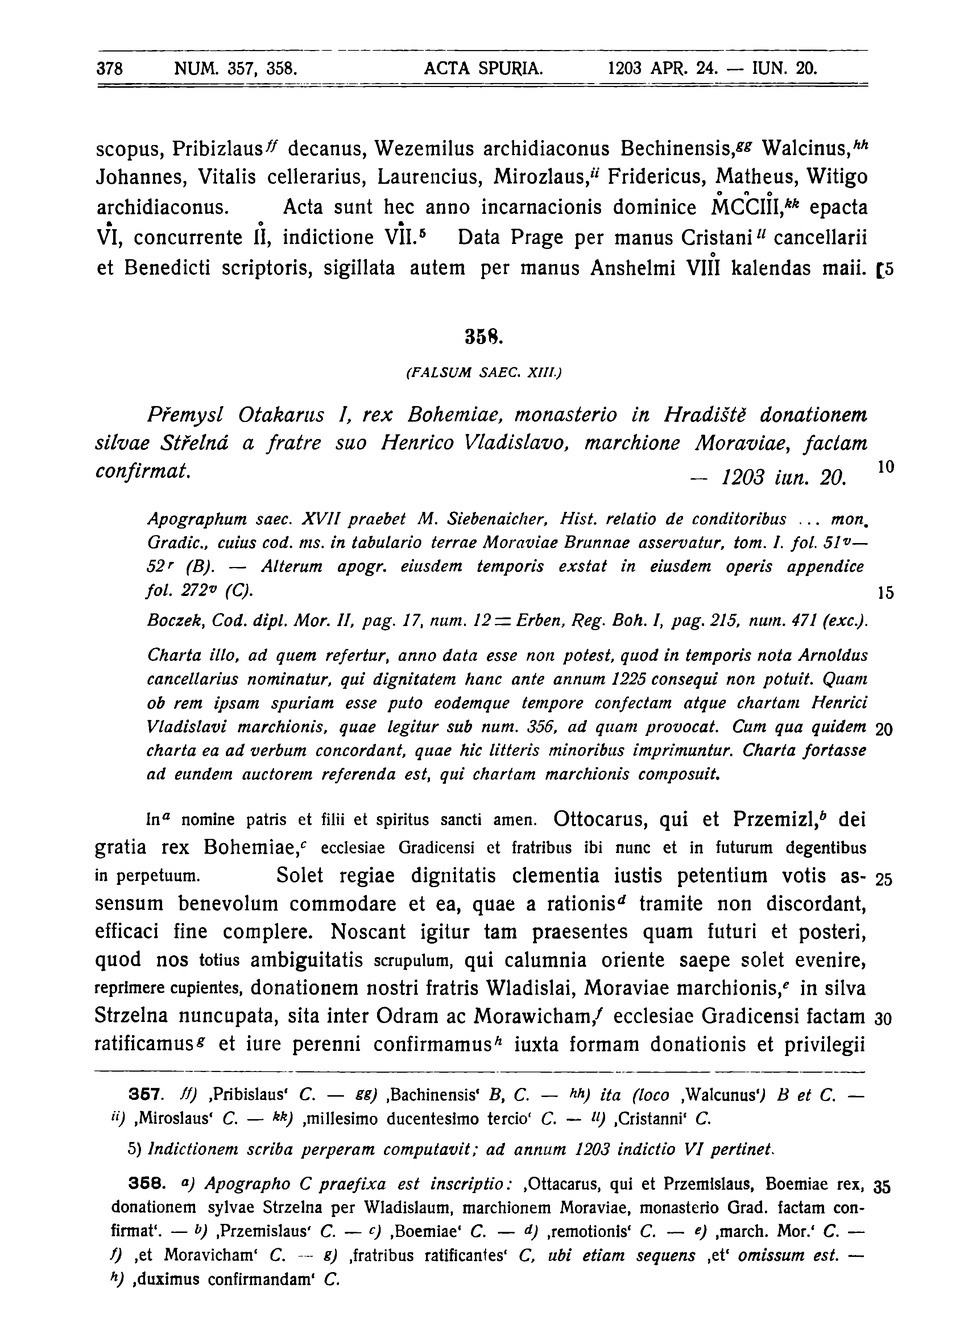 378 NUM. 357, 358. ACTA SPURIA. 1203 APR. 24. — IUN. 20.
scopus, Pribizlaus ff decanus, Wezemilus archidiaconus Bechinensis,gg Walcinus,hh
Johannes, Vitalis cellerarius, Laurencius, Mirozlaus,ii Fridericus, Matheus, Witigo
archidiaconus. Acta sunt hec anno incarnacionis dominice M̊CC̊III̊,kk epacta
VI, concurrente II̊, indictione VII.5 Data Prage per manus Cristani ll cancellarii
et Benedicti scriptoris, sigillata autem per manus Anshelmi VIII̊ kalendas maii. [5
358.
(FALSUM SAEC. XIII.)
Přemysl Otakarus I, rex Bohemiae, monasterio in Hradiště donationem
silvae Střelná a fratre suo Henrico Vladislavo, marchione Moraviae, factam
confirmat. — 1203 iun. 20. 10
Apographum saec. XVII praebet M. Siebenaicher, Hist. relatio de conditoribus ... mon.
Gradic., cuius cod. ms. in tabulario terrae Moraviae Brunnae asservatur, tom. I. fol. 51v—
52r (B). — Alterum apogr. eiusdem temporis exstat in eiusdem operis appendice
fol. 272v (C). 15
Boczek, Cod. dipl. Mor. II, pag. 17, num. 12 = Erben, Reg. Boh. I, pag. 215, num. 471 (exc.).
Charta illo, ad quem refertur, anno data esse non potest, quod in temporis nota Arnoldus
cancellarius nominatur, qui dignitatem hanc ante annum 1225 consequi non potuit. Quam
ob rem ipsam spuriam esse puto eodemque tempore confectam atque chartam Henrici
Vladislavi marchionis, quae legitur sub num. 356, ad quam provocat. Cum qua quidem 20
charta ea ad verbum concordant, quae hic litteris minoribus imprimuntur. Charta fortasse
ad eundem auctorem referenda est, qui chartam marchionis composuit.
In a nomine patris et filii et spiritus sancti amen. Ottocarus, qui et Przemizl,b dei
gratia rex Bohemiae,c ecclesiae Gradicensi et fratribus ibi nunc et in futurum degentibus
in perpetuum. Solet regiae dignitatis clementia iustis petentium votis as- 25
sensum benevolum commodare et ea, quae a rationis d tramite non discordant,
efficaci fine complere. Noscant igitur tam praesentes quam futuri et posteri,
quod nos totius ambiguitatis scrupulum, qui calumnia oriente saepe solet evenire,
reprimere cupientes, donationem nostri fratris Wladislai, Moraviae marchionis,e in silva
Strzelna nuncupata, sita inter Odram ac Morawicham,f ecclesiae Gradicensi factam 30
ratificamus g et iure perenni confirmamus h iuxta formam donationis et privilegii
357. ff) ‚Pribislaus‘ C. — gg) ‚Bachinensis‘ B, C. — hh) ita (loco ‚Walcunus‘) B et C. —
ii) ‚Miroslaus‘ C. — kk) ‚millesimo ducentesimo tercio‘ C. — ll) ‚Cristanni‘ C.
5) Indictionem scriba perperam computavit; ad annum 1203 indictio VI pertinet.
358. a) Apographo C praefixa est inscriptio: ‚Ottacarus, qui et Przemislaus, Boemiae rex, 35
donationem sylvae Strzelna per Wladislaum, marchionem Moraviae, monasterio Grad. factam con-
firmat‘. — b) ‚Przemislaus‘ C. — c) ‚Boemiae‘ C. — d) ‚remotionis‘ C. — e) ‚march. Mor.‘ C. —
f) ‚et Moravicham‘ C. — g) ‚fratribus ratificantes‘ C, ubi etiam sequens ‚et‘ omissum est. —
h) ‚duximus confirmandam‘ C.